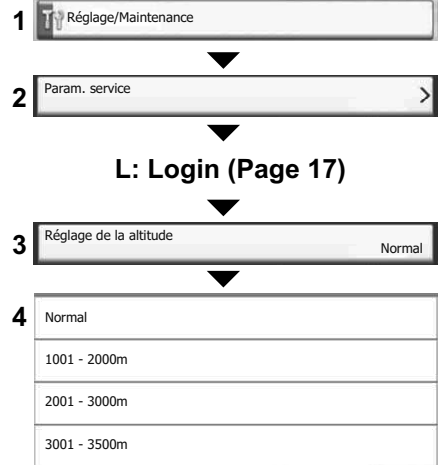 1 Réglage/Maintenance
2 Param. service >
L: Login (Page 17)
3 Réglage de la altitude Normal
4 Normal
1001 - 2000m
2001 - 3000m
3001 - 3500m